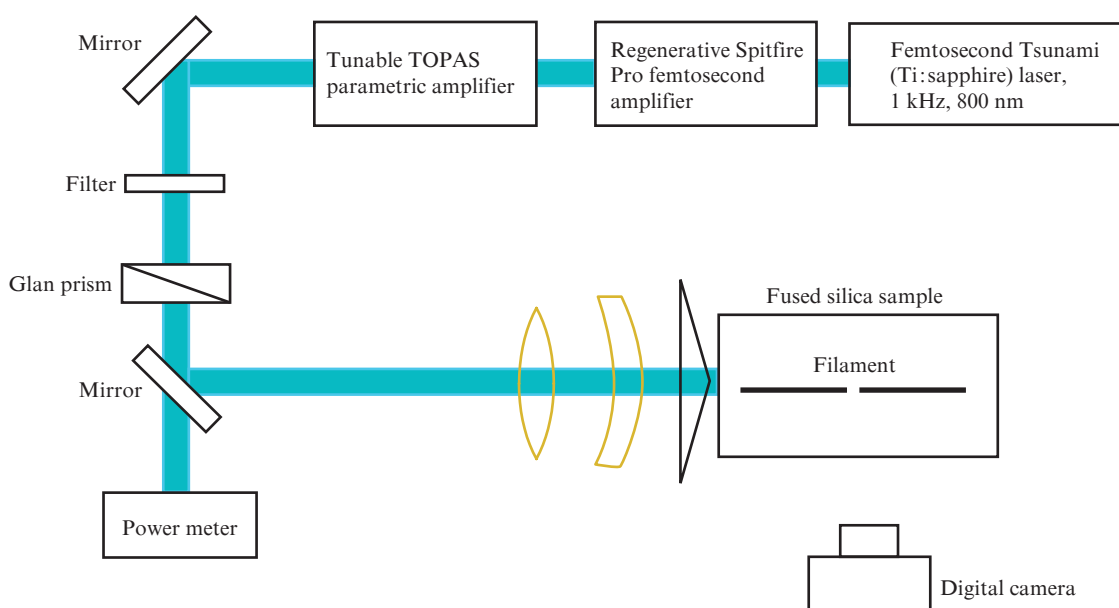 Mirror
Tunable TOPAS
parametric amplifier
Regenerative Spitfire
Pro femtosecond
amplifier
Femtosecond Tsunami
(Ti:sapphire) laser,
1 kHz, 800 nm
Filter
Glan prism
Fused silica sample
Filament
Mirror
Power meter
Digital camera